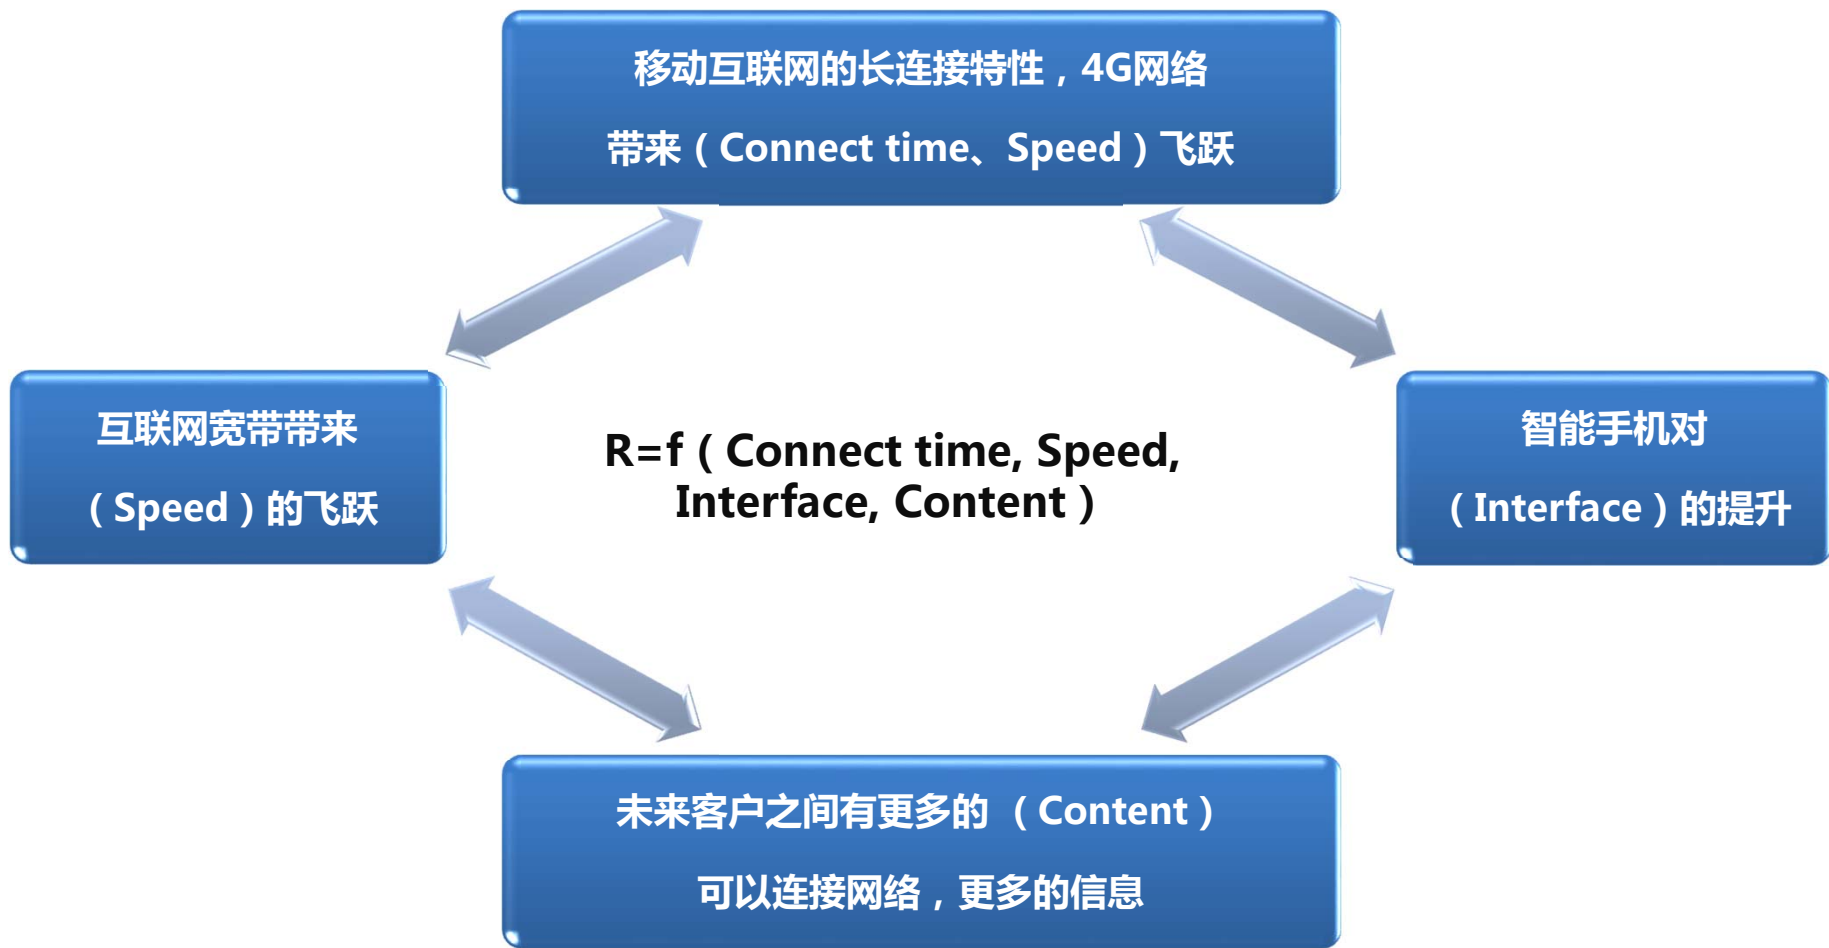 移动互联网的长连接特性，4G网络
带来（Connect time、Speed）飞跃
互联网宽带带来
（Speed）的飞跃
R=f（Connect time, Speed,
Interface, Content）
智能手机对
（Interface）的提升
未来客户之间有更多的 （Content）
可以连接网络，更多的信息